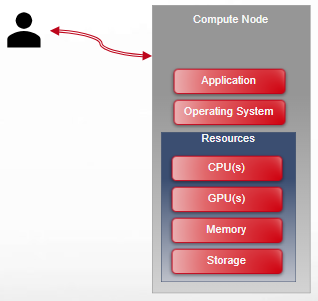 Compute Node
Application
Operating System
Resources
CPU(s)
GPU(s)
Memory
Storage